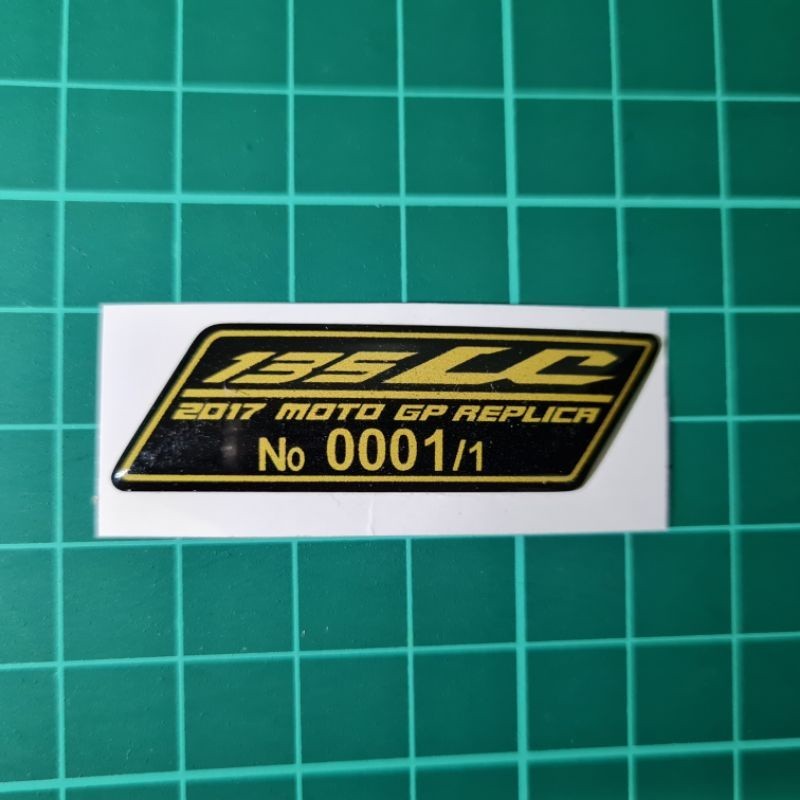 135LC
2017 MOTO GP REPLICA
No 0001/1